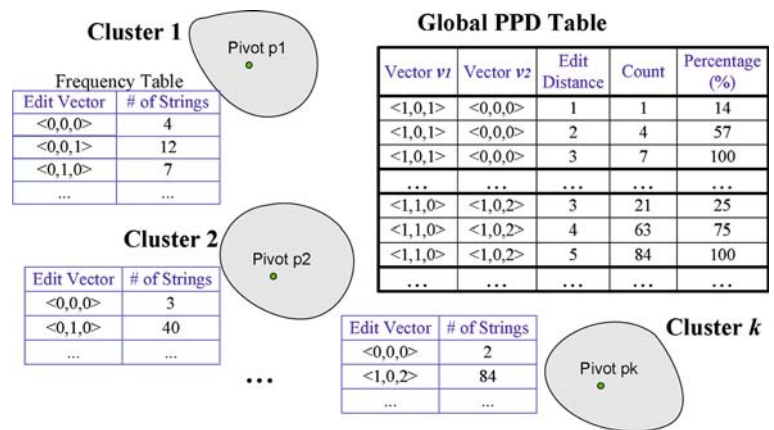 Cluster 1
Pivot p1
Frequency Table
Edit Vector # of Strings
<0,0,0> 4
<0,0,1> 12
<0,1,0> 7
... ...
Cluster 2
Pivot p2
Edit Vector # of Strings
<0,0,0> 3
<0,1,0> 40
... ...
...
Global PPD Table
Vector v1 Vector v2 Edit Distance Count Percentage (%)
<1,0,1> <0,0,0> 1 1 14
<1,0,1> <0,0,0> 2 4 57
<1,0,1> <0,0,0> 3 7 100
... ... ... ... ...
<1,1,0> <1,0,2> 3 21 25
<1,1,0> <1,0,2> 4 63 75
<1,1,0> <1,0,2> 5 84 100
... ... ... ... ...
Edit Vector # of Strings
<0,0,0> 2
<1,0,2> 84
... ...
Cluster k
Pivot pk